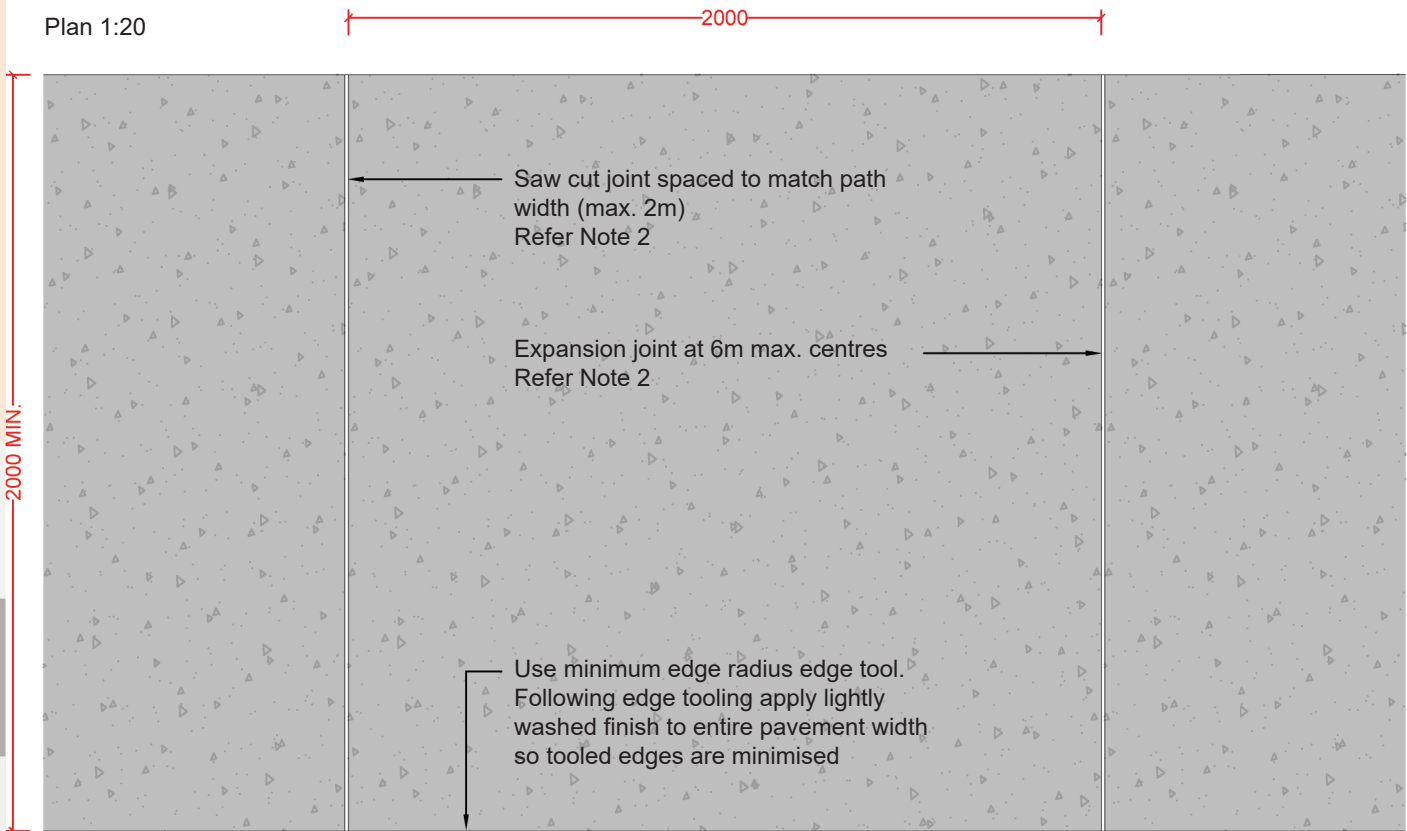 Plan 1:20
2000
2000 MIN.
Saw cut joint spaced to match path
width (max. 2m)
Refer Note 2
Expansion joint at 6m max. centres
Refer Note 2
Use minimum edge radius edge tool.
Following edge tooling apply lightly
washed finish to entire pavement width
so tooled edges are minimised